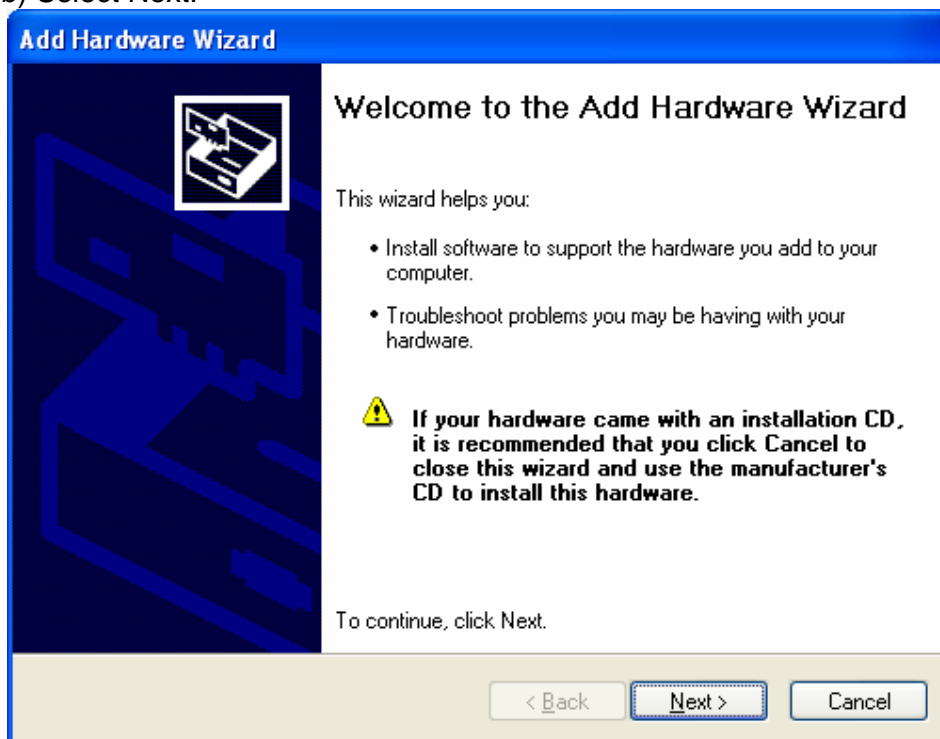 b) Select Next.
Add Hardware Wizard
Welcome to the Add Hardware Wizard
This wizard helps you:
• Install software to support the hardware you add to your
computer.
• Troubleshoot problems you may be having with your
hardware.
If your hardware came with an installation CD,
it is recommended that you click Cancel to
close this wizard and use the manufacturer's
CD to install this hardware.
To continue, click Next.
< Back Next > Cancel